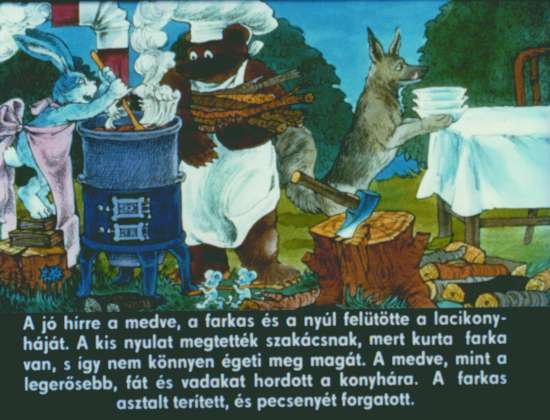 A jó hírre a medve, a farkas és a nyúl felütötte a lacikony-
háját. A kis nyulat megtették szakácsnak, mert kurta farka
van, s így nem könnyen égeti meg magát. A medve, mint a
legerősebb, fát és vadakat hordott a konyhára. A farkas
asztalt terített, és pecsenyét forgatott.